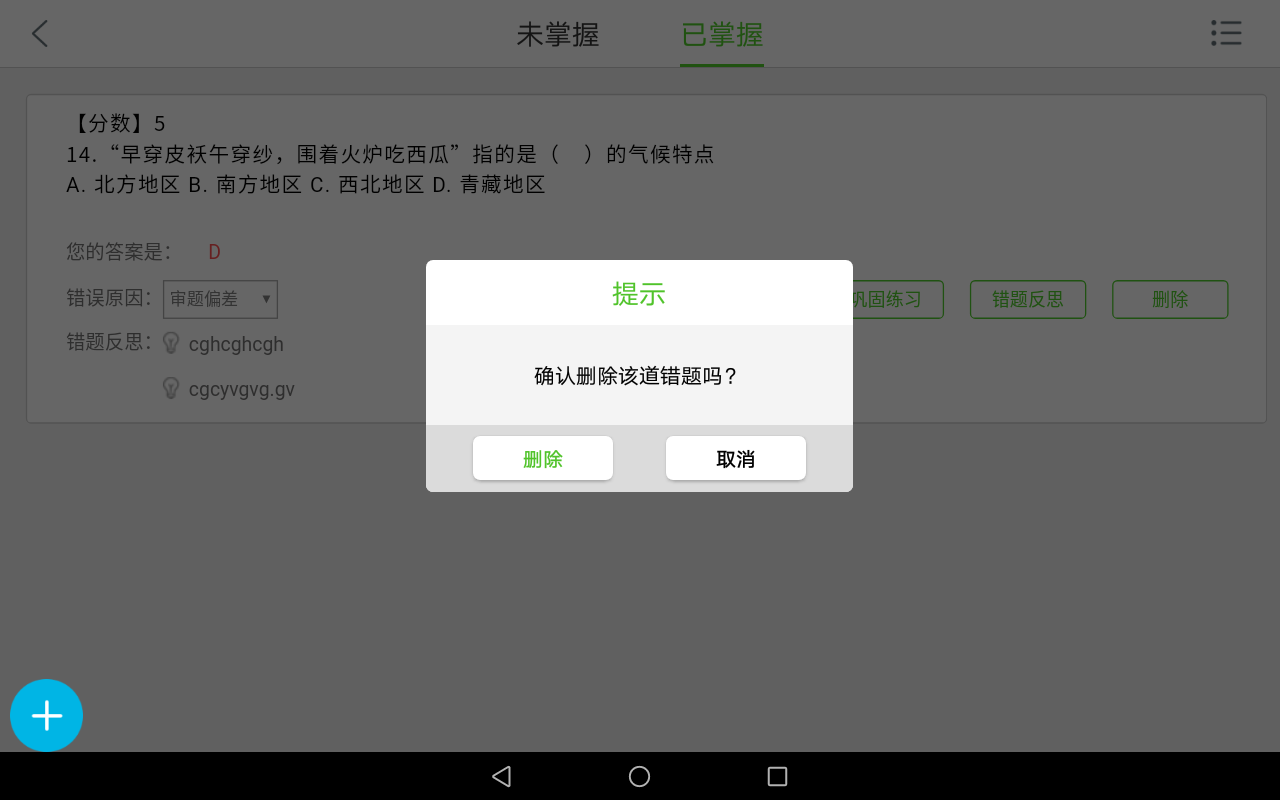 未掌握 已掌握
【分数】5
14.“早穿皮袄午穿纱，围着火炉吃西瓜”指的是（ ）的气候特点
A. 北方地区 B. 南方地区 C. 西北地区 D. 青藏地区
您的答案是： D
错误原因： 审题偏差 巩固练习 错题反思 删除
错题反思： cghcghcgh
cgcyvgvg.gv
提示
确认删除该道错题吗？
删除 取消